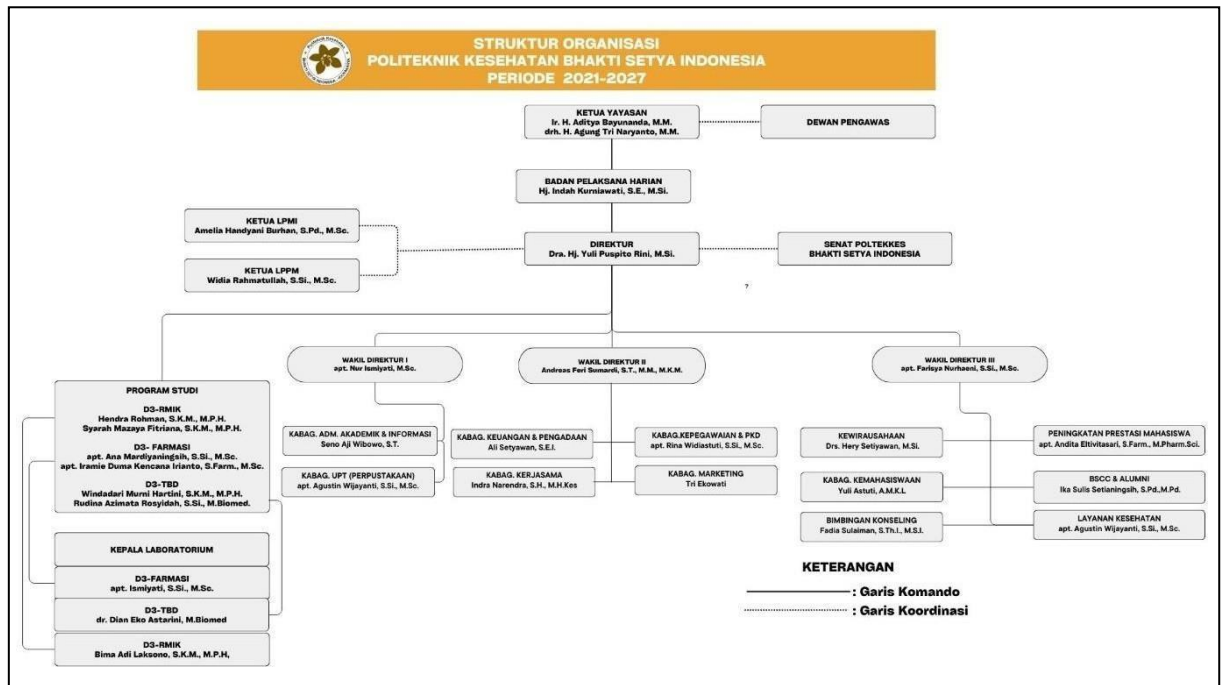 STRUKTUR ORGANISASI
POLITEKNIK KESEHATAN BHAKTI SETYA INDONESIA
PERIODE 2021-2027
KETUA YAYASAN
Ir. H. Aditya Bayunanda, M.M.
drh. H. Agung Tri Naryanto, M.M.
DEWAN PENGAWAS
BADAN PELAKSANA HARIAN
Hj. Indah Kurniawati, S.E., M.Si.
KETUA LPMI
Amelia Handyani Burhan, S.Pd., M.Sc.
DIREKTUR
Dra. Hj. Yuli Puspito Rini, M.Si.
SENAT POLTEKKES
BHAKTI SETYA INDONESIA
KETUA LPPM
Widia Rahmatullah, S.Si., M.Sc.
?
WAKIL DIREKTUR I
apt. Nur Ismiyati, M.Sc.
WAKIL DIREKTUR II
Andreas Feri Sumardi, S.T., M.M., M.K.M.
WAKIL DIREKTUR III
apt. Farisya Nurhaeni, S.Si., M.Sc.
PROGRAM STUDI
D3-RMIK
Hendra Rohman, S.K.M., M.P.H.
Syarah Mazaya Fitriana, S.K.M., M.P.H.
D3- FARMASI
apt. Ana Mardiyaningsih, S.Si., M.Sc.
apt. Iramie Duma Kencana Irianto, S.Farm., M.Sc.
D3-TBD
Windadari Murni Hartini, S.K.M., M.P.H.
Rudina Azimata Rosyidah, S.Si., M.Biomed.
KABAG. ADM. AKADEMIK & INFORMASI
Seno Aji Wibowo, S.T.
KABAG. UPT (PERPUSTAKAAN)
apt. Agustin Wijayanti, S.Si., M.Sc.
KABAG. KEUANGAN & PENGADAAN
Ali Setyawan, S.E.I.
KABAG.KEPEGAWAIAN & PKD
apt. Rina Widiastuti, S.Si., M.Sc.
KABAG. KERJASAMA
Indra Narendra, S.H., M.H.Kes
KABAG. MARKETING
Tri Ekowati
KEWIRAUSAHAAN
Drs. Hery Setiyawan, M.Si.
PENINGKATAN PRESTASI MAHASISWA
apt. Andita Eltivitasari, S.Farm., M.Pharm.Sci.
KABAG. KEMAHASISWAAN
Yuli Astuti, A.M.K.L
BSCC & ALUMNI
Ika Sulis Setianingsih, S.Pd.,M.Pd.
BIMBINGAN KONSELING
Fadia Sulaiman, S.Th.I., M.S.I.
LAYANAN KESEHATAN
apt. Agustin Wijayanti, S.Si., M.Sc.
KEPALA LABORATORIUM
D3-FARMASI
apt. Ismiyati, S.Si., M.Sc.
D3-TBD
dr. Dian Eko Astarini, M.Biomed
D3-RMIK
Bima Adi Laksono, S.K.M., M.P.H,
KETERANGAN
: Garis Komando
: Garis Koordinasi